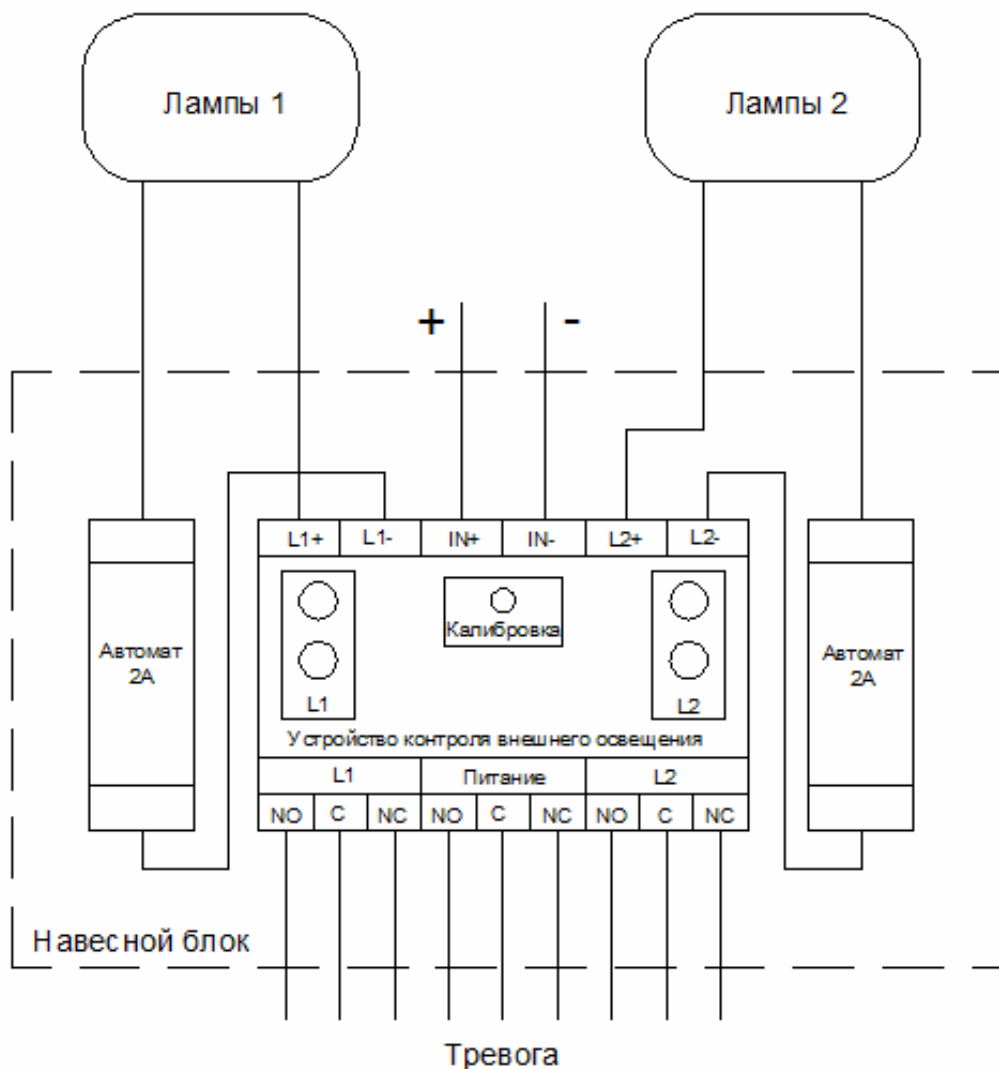 Лампы 1
Лампы 2
+
-
L1+ L1- IN+ IN- L2+ L2-
Калибровка
Автомат
2А
Автомат
2А
L1
L2
Устройство контроля внешнего освещения
L1 Питание L2
NO C NC NO C NC NO C NC
Навесной блок
Тревога